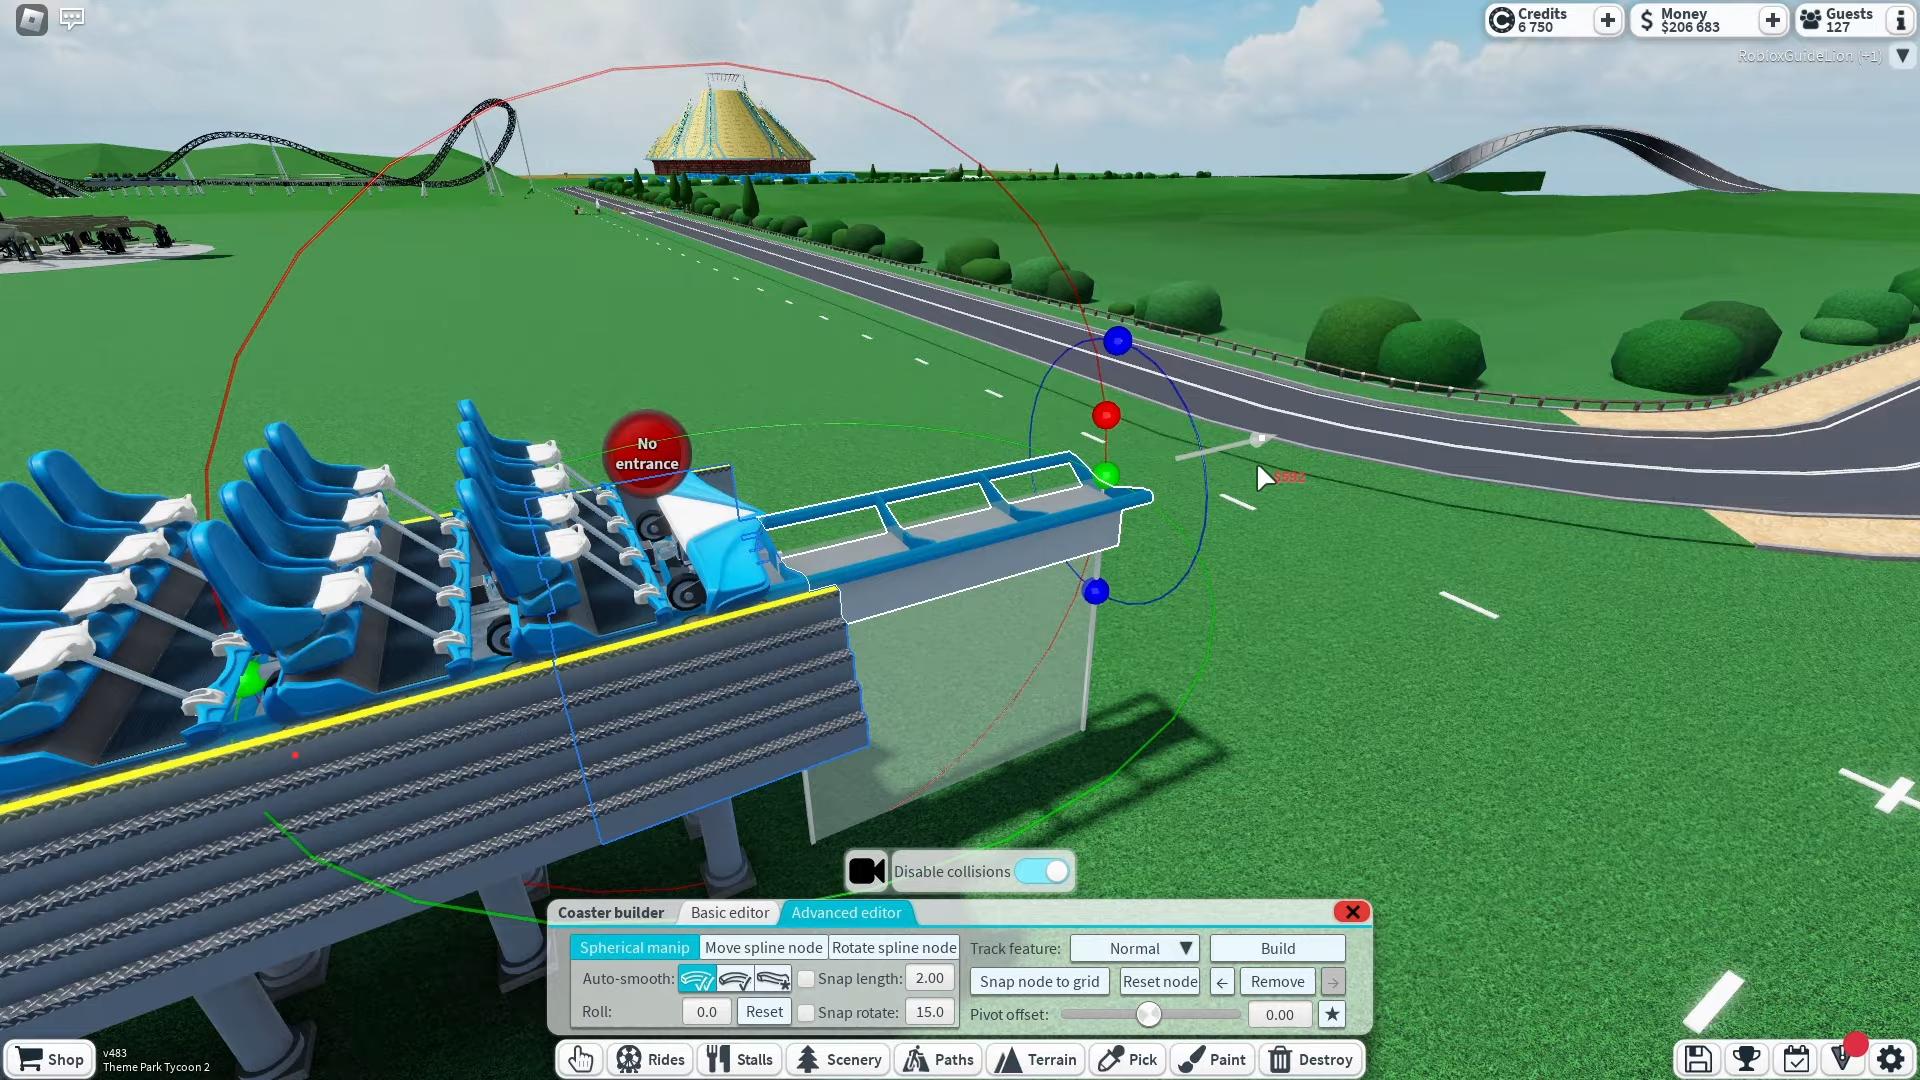 Credits
6 750
Money
$206 683
Guests
127
RobloxGuideLion (+1)
No
entrance
$592
Disable collisions
Coaster builder
Basic editor
Advanced editor
Spherical manip
Move spline node
Rotate spline node
Track feature:
Normal
Build
Auto-smooth:
Snap length:
2.00
Snap node to grid
Reset node
Remove
Roll:
0.0
Reset
Snap rotate:
15.0
Pivot offset:
0.00
Shop
v483
Theme Park Tycoon 2
Rides
Stalls
Scenery
Paths
Terrain
Pick
Paint
Destroy